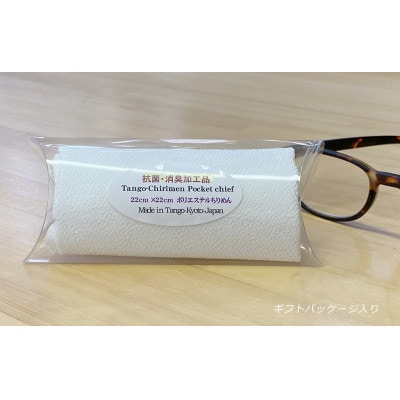 抗菌・消臭加工品
Tango-Chirimen Pocket chief
22cm×22cm ポリエステルちりめん
Made in Tango-Kyoto-Japan
ギフトパッケージ入り